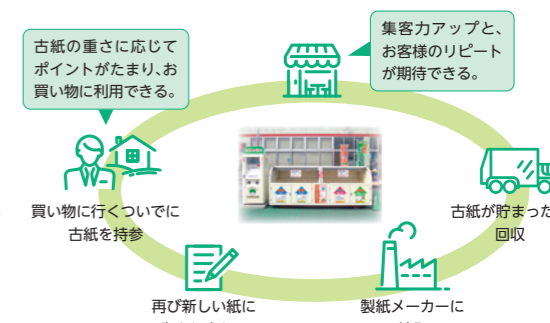 古紙の重さに応じて
ポイントがたまり、お
買い物に利用できる。
集客力アップと、
お客様のリピート
が期待できる。
買い物に行くついでに
古紙を持参
古紙が貯まった
回収
再び新しい紙に
製紙メーカーに